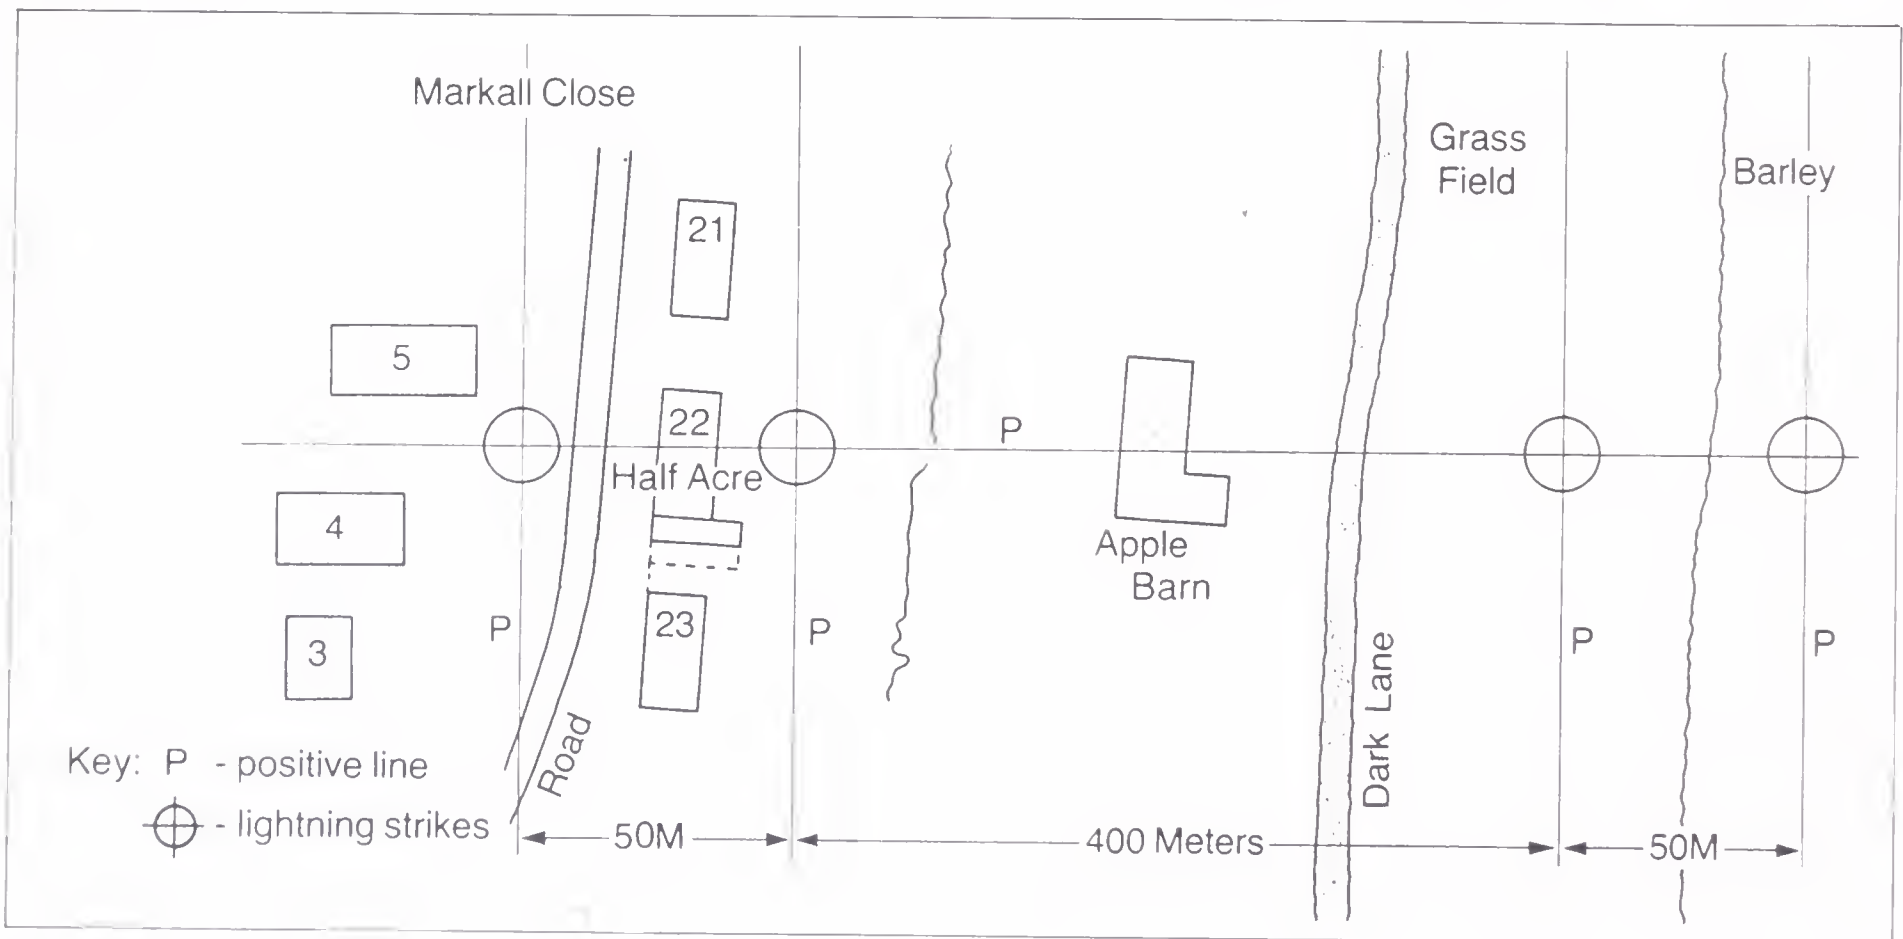 Markall Close
Grass
Field
Barley
21
5
22
P
Half Acre
4
Apple
Barn
23
P
P
P
P
3
Dark Lane
Road
Key: P - positive line
- lightning strikes
50M
400 Meters
50M